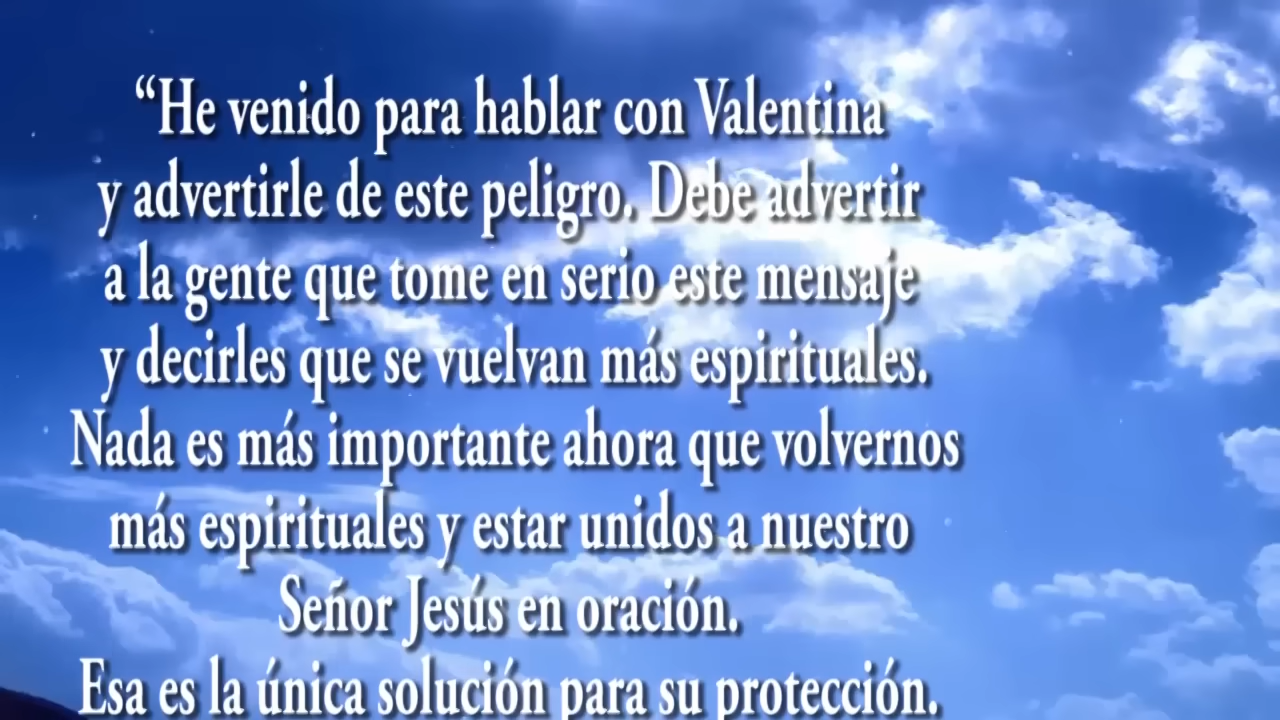 “He venido para hablar con Valentina
y advertirle de este peligro. Debe advertir
a la gente que tome en serio este mensaje
y decirles que se vuelvan más espirituales.
Nada es más importante ahora que volvernos
más espirituales y estar unidos a nuestro
Señor Jesús en oración.
Esa es la única solución para su protección.